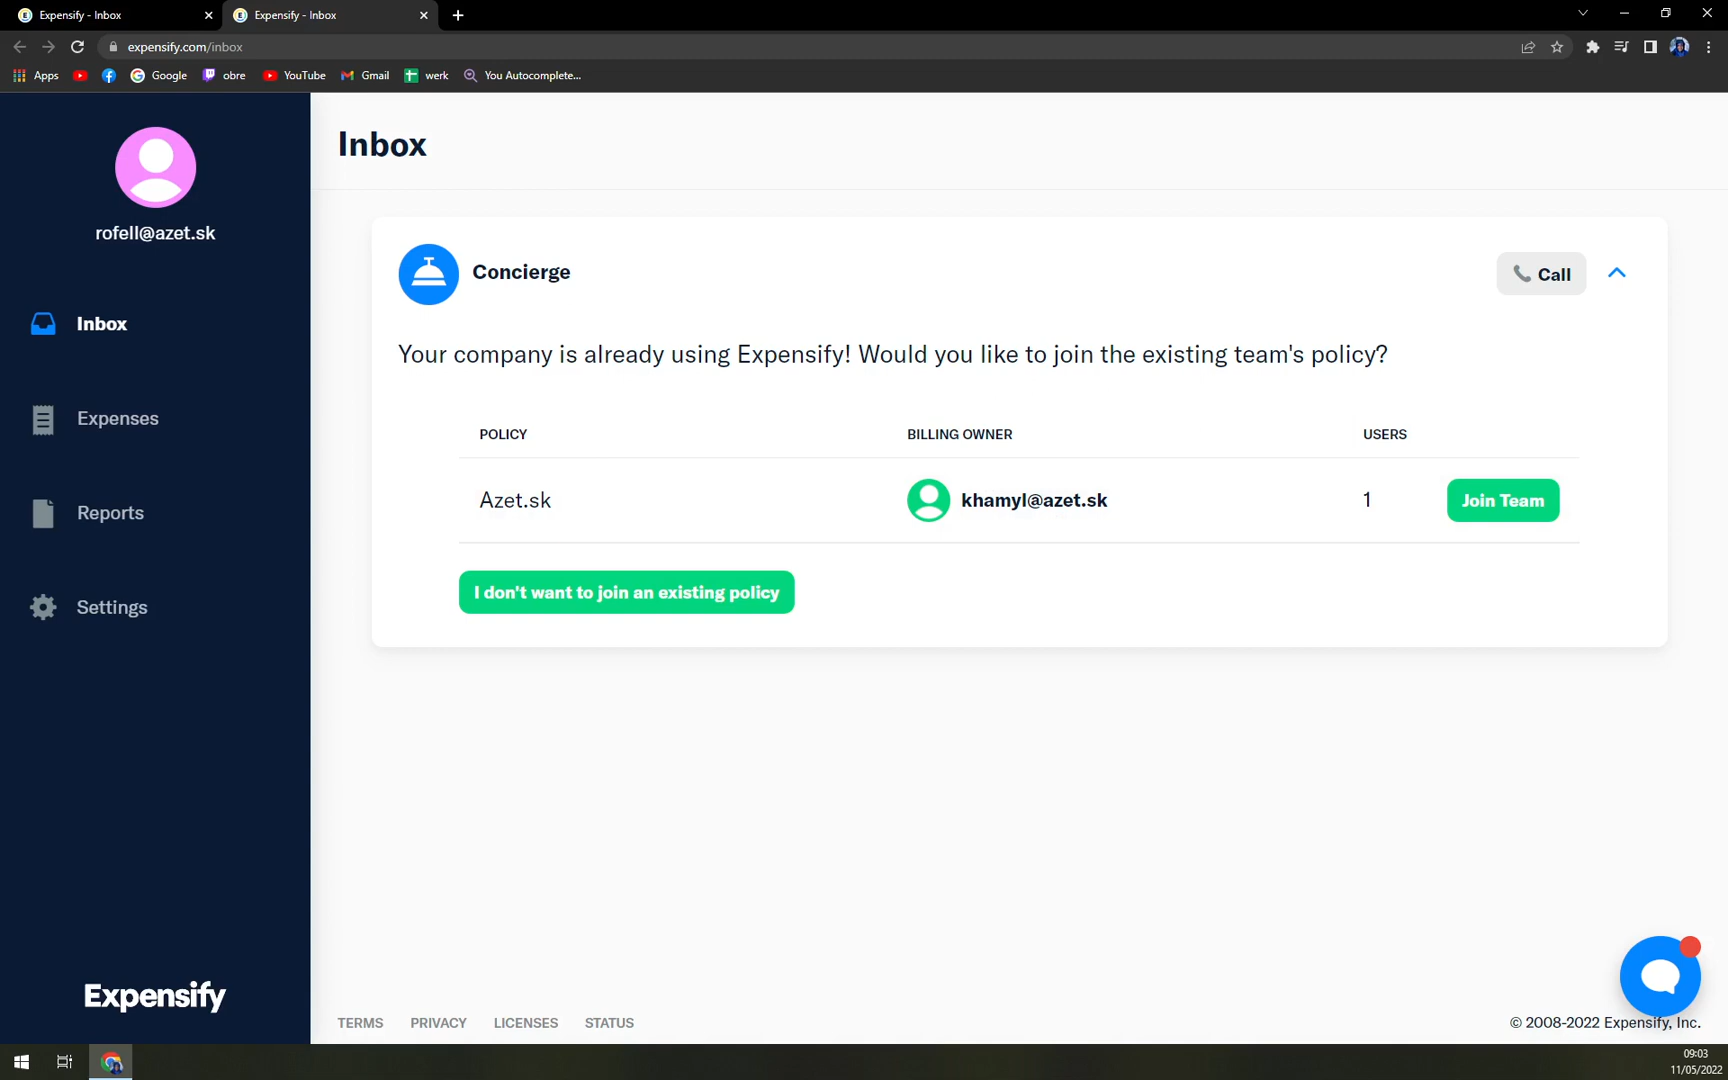 Expensify - Inbox
Expensify - Inbox
expensify.com/inbox
Apps
Google
obre
YouTube
Gmail
werk
You Autocomplete...
rofell@azet.sk
Inbox
Expenses
Reports
Settings
Expensify
Inbox
Concierge
Call
Your company is already using Expensify! Would you like to join the existing team's policy?
POLICY BILLING OWNER USERS
Azet.sk khamyl@azet.sk 1 Join Team
I don't want to join an existing policy
TERMS PRIVACY LICENSES STATUS
© 2008-2022 Expensify, Inc.
09:03
11/05/2022